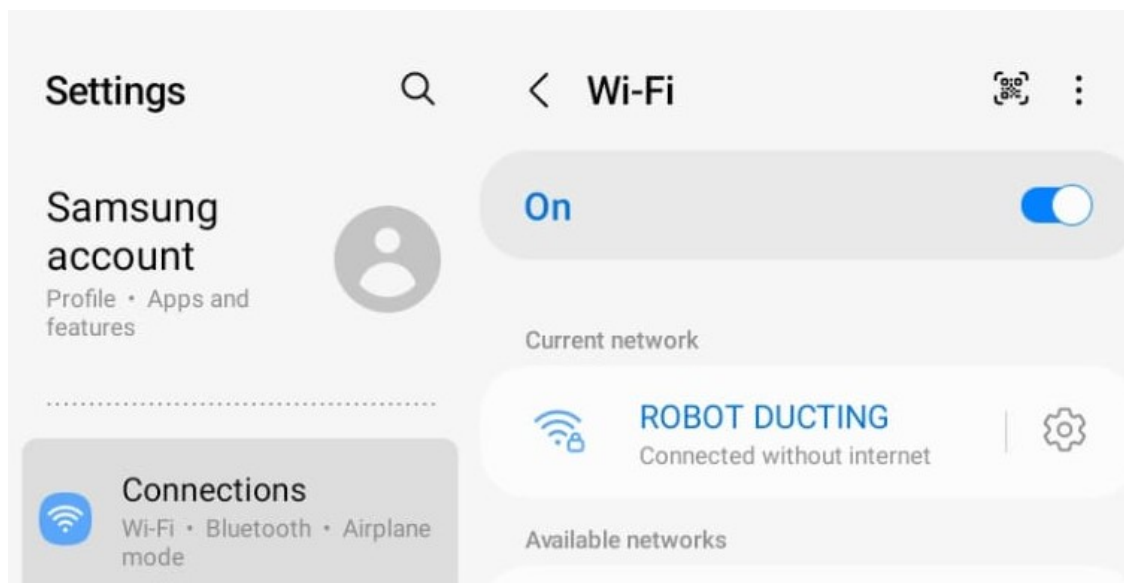 Settings
Samsung
account
Profile • Apps and
features
Connections
Wi-Fi • Bluetooth • Airplane
mode
Wi-Fi
On
Current network
ROBOT DUCTING
Connected without internet
Available networks